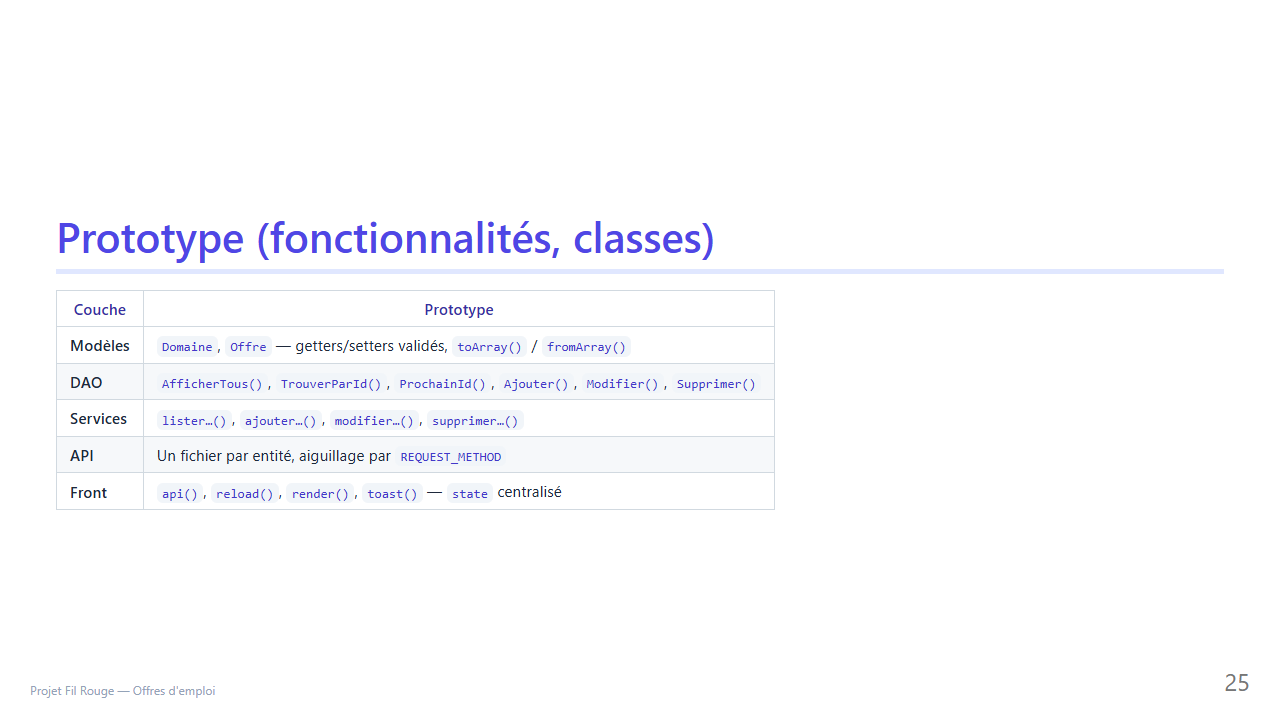 Prototype (fonctionnalités, classes)
Couche Prototype
Modèles Domaine, Offre — getters/setters validés, toArray() / fromArray()
DAO AfficherTous(), TrouverParId(), ProchainId(), Ajouter(), Modifier(), Supprimer()
Services lister…(), ajouter…(), modifier…(), supprimer…()
API Un fichier par entité, aiguillage par REQUEST_METHOD
Front api(), reload(), render(), toast() — state centralisé
Projet Fil Rouge — Offres d'emploi
25